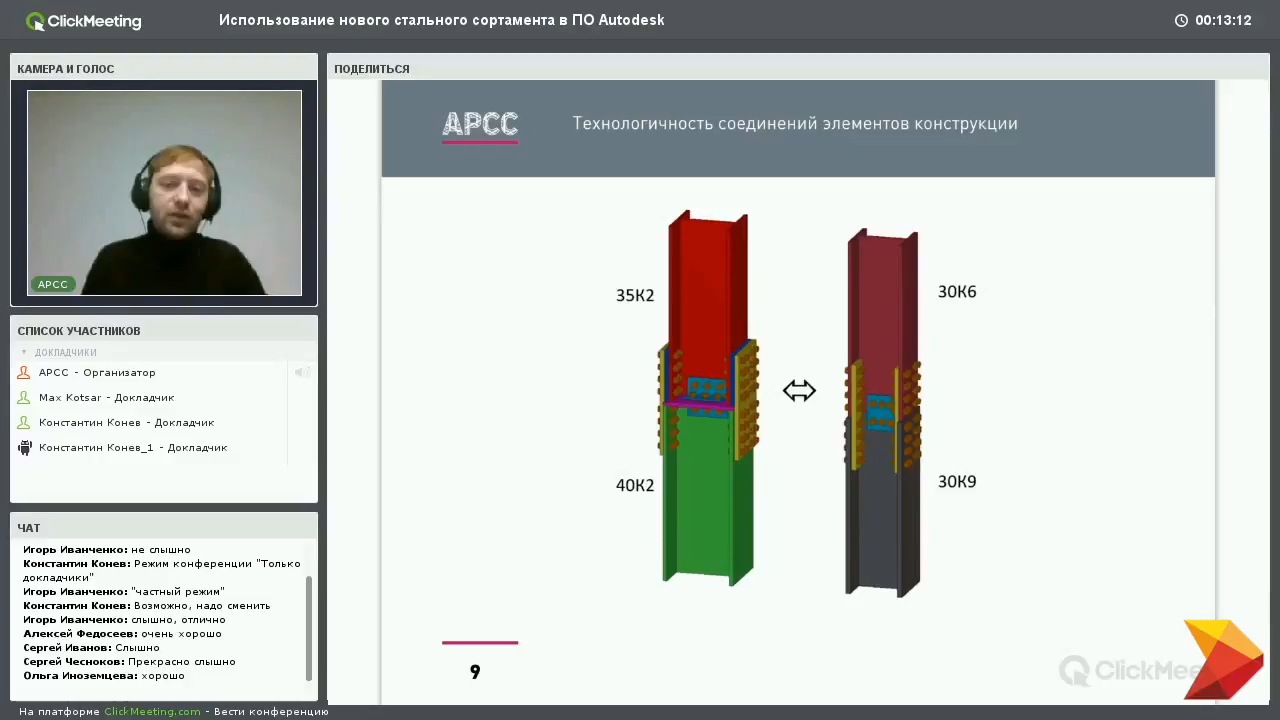 ClickMeeting
Использование нового стального сортамента в ПО Autodesk
00:13:12
КАМЕРА И ГОЛОС
АРСС
СПИСОК УЧАСТНИКОВ
ДОКЛАДЧИКИ
АРСС - Организатор
Max Kotsar - Докладчик
Константин Конев - Докладчик
Константин Конев_1 - Докладчик
ЧАТ
Игорь Иванченко: не слышно
Константин Конев: Режим конференции "Только
докладчики"
Игорь Иванченко: "частный режим"
Константин Конев: Возможно, надо сменить
Игорь Иванченко: слышно, отлично
Алексей Федосеев: очень хорошо
Сергей Иванов: Слышно
Сергей Чесноков: Прекрасно слышно
Ольга Иноземцева: хорошо
На платформе ClickMeeting.com - Вести конференцию
ПОДЕЛИТЬСЯ
АРСС
Технологичность соединений элементов конструкции
35К2
30К6
40К2
30К9
9
ClickMee